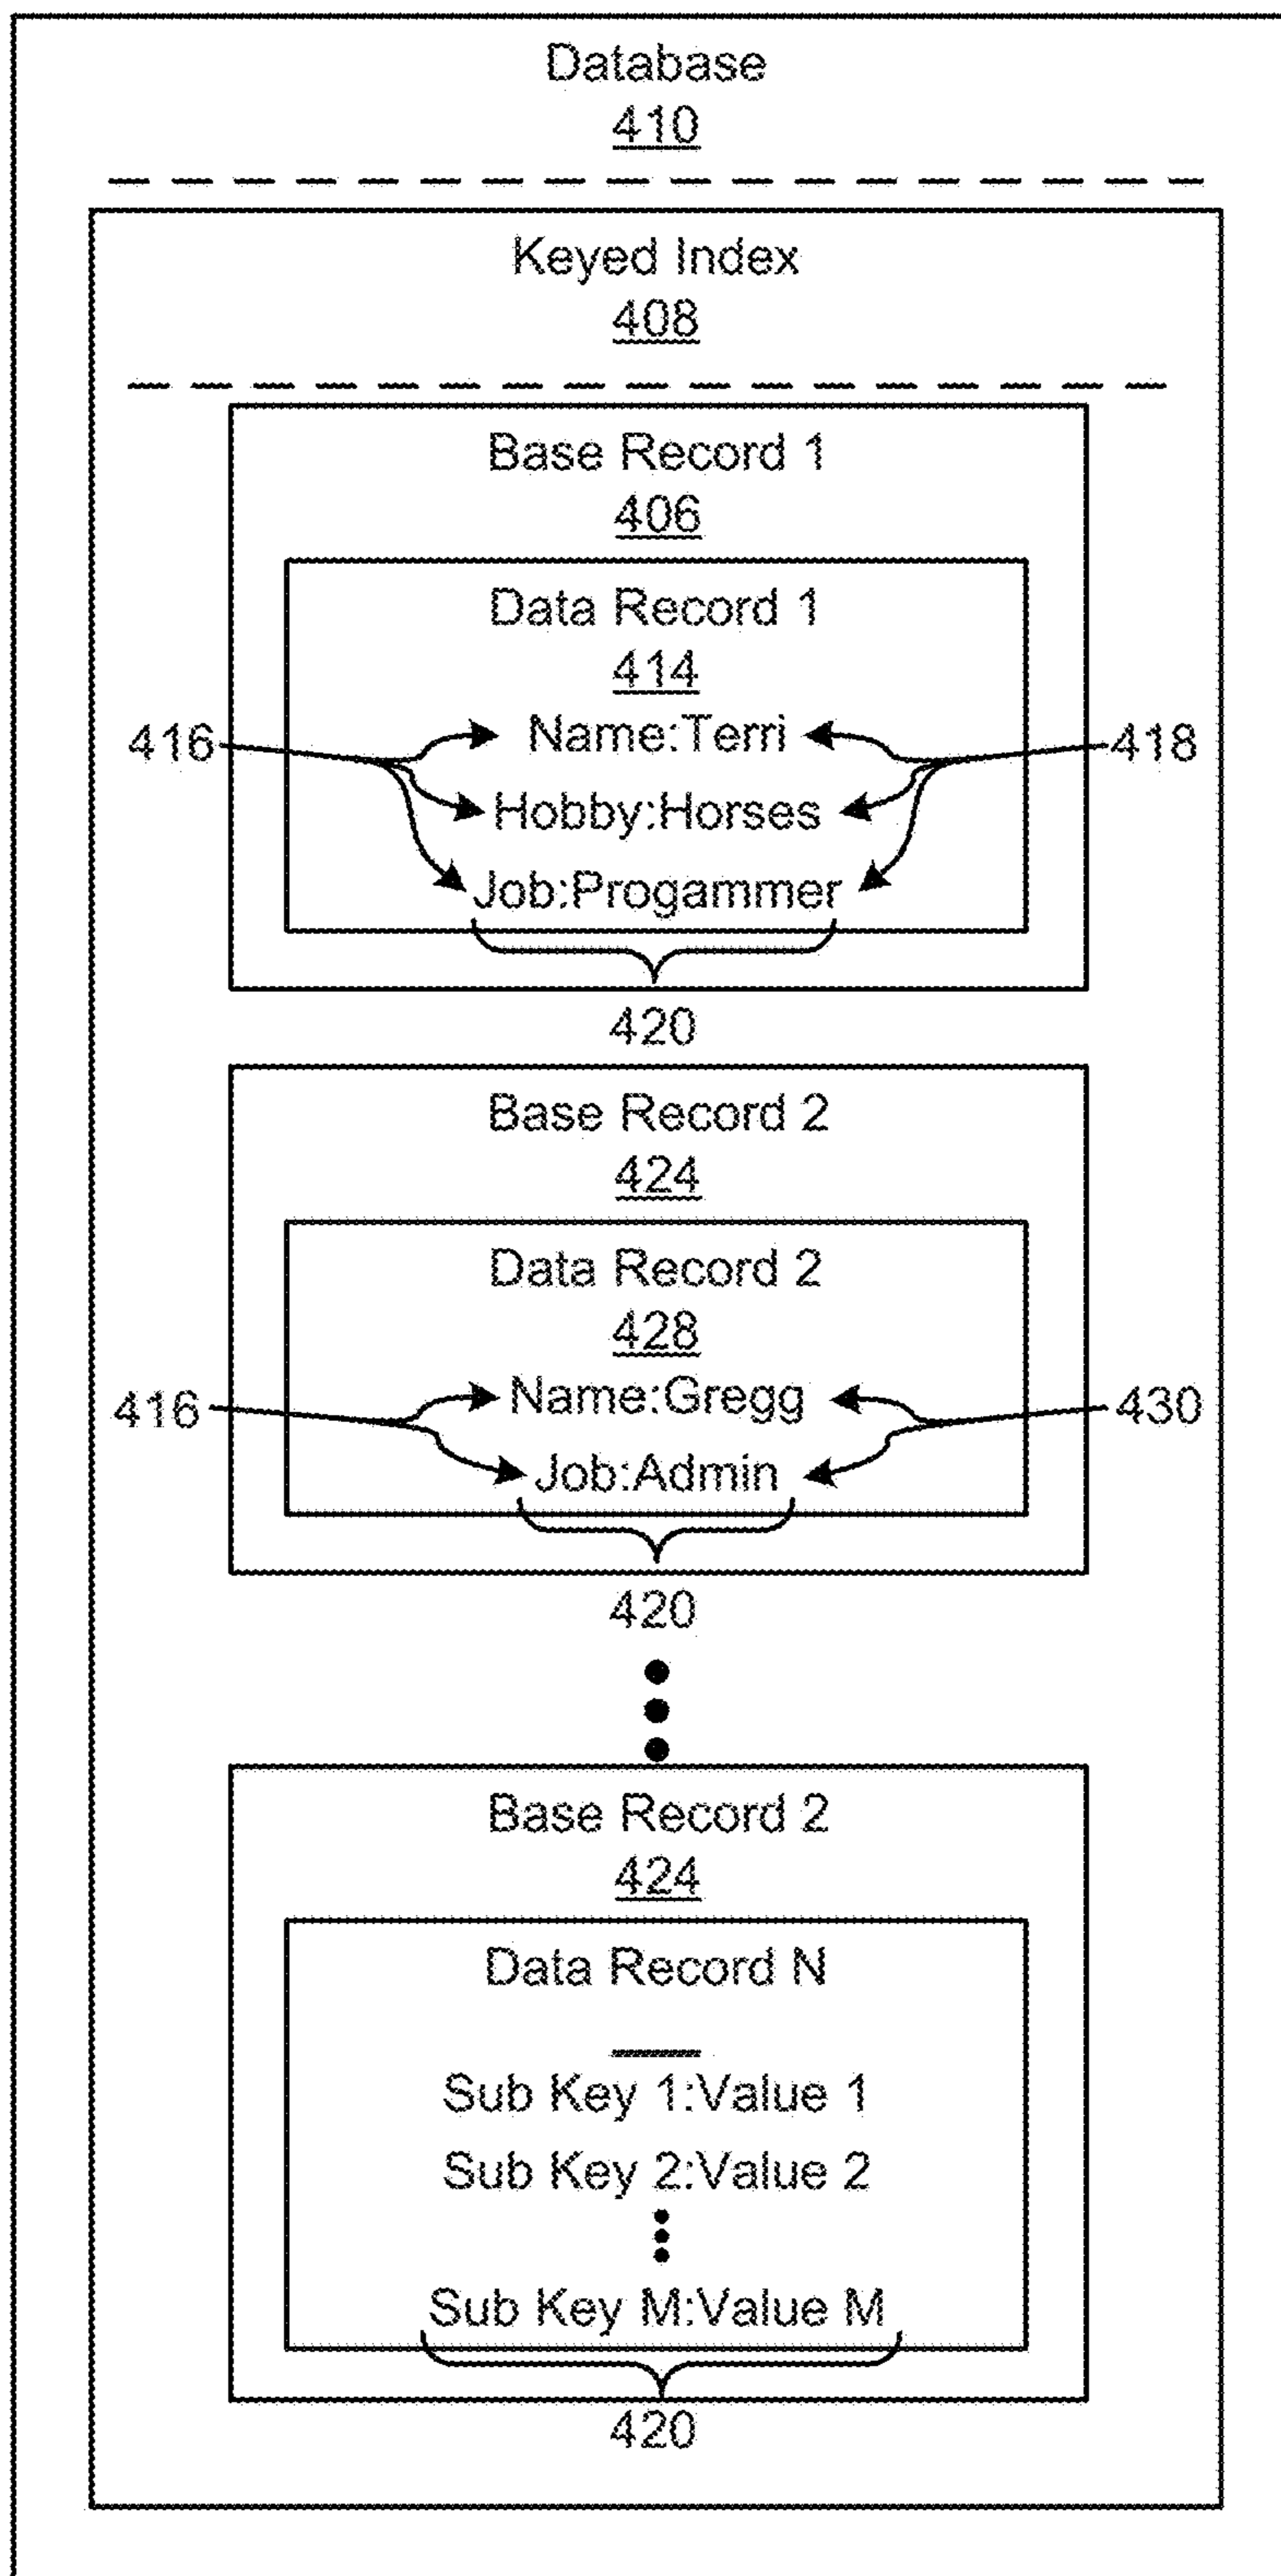 Database
410
Keyed Index
408
Base Record 1
406
Data Record 1
414
416 Name:Terri 418
Hobby:Horses
Job:Progammer
420
Base Record 2
424
Data Record 2
428
416 Name:Gregg 430
Job:Admin
420
Base Record 2
424
Data Record N
Sub Key 1:Value 1
Sub Key 2:Value 2
Sub Key M:Value M
420